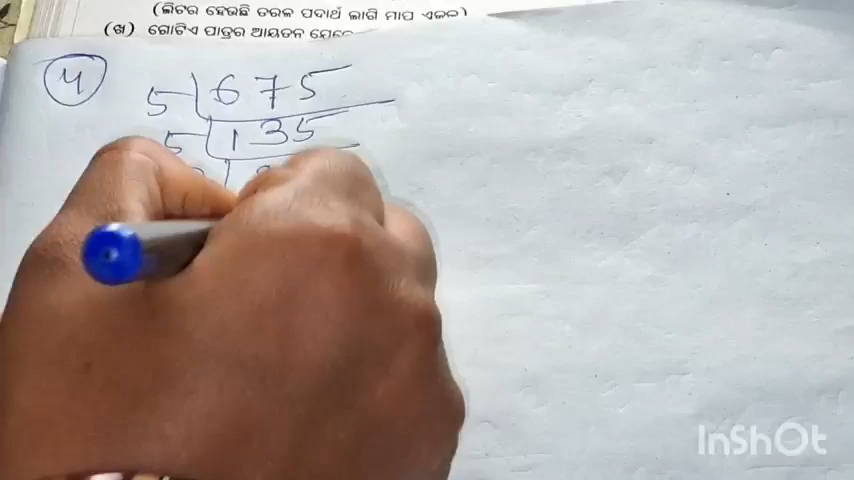 (ଲିଟର ହେଉଛି ତରଳ ପଦାର୍ଥ ଲାଗି ମାପ ଏକକ)
(ଖ) ଗୋଟିଏ ପାତ୍ରର ଆୟତନ
4
5 675
5 135
InShOt